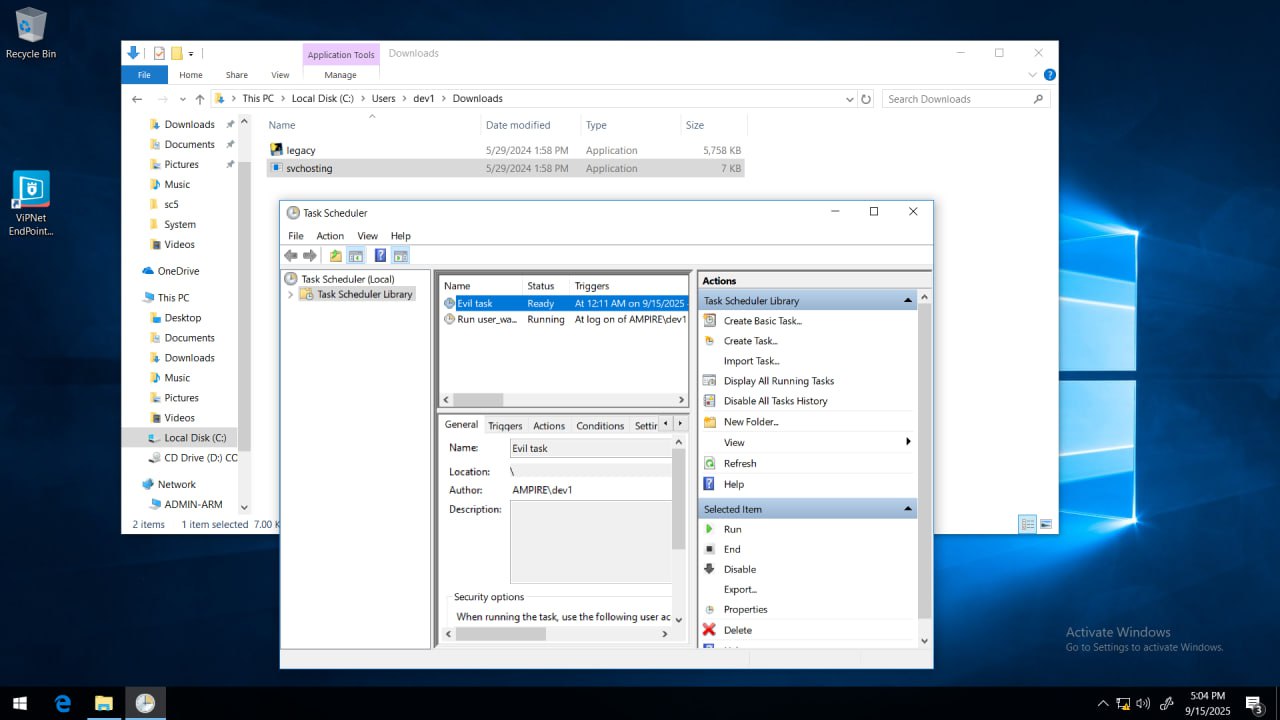 Recycle Bin
ViPNet
EndPoint...
Application Tools
Downloads
File
Home
Share
View
Manage
This PC
Local Disk (C:)
Users
dev1
Downloads
Search Downloads
Downloads
Documents
Pictures
Music
sc5
System
Videos
OneDrive
This PC
Desktop
Documents
Downloads
Music
Pictures
Videos
Local Disk (C:)
CD Drive (D:) CO
Network
ADMIN-ARM
Name
Date modified
Type
Size
legacy 5/29/2024 1:58 PM Application 5,758 KB
svchosting 5/29/2024 1:58 PM Application 7 KB
2 items 1 item selected 7.00 K
Task Scheduler
File Action View Help
Task Scheduler (Local)
Task Scheduler Library
Name Status Triggers
Evil task Ready At 12:11 AM on 9/15/2025 -
Run user_wa... Running At log on of AMPIRE\dev1
General Triggers Actions Conditions Settin
Name: Evil task
Location: \
Author: AMPIRE\dev1
Description:
Security options
When running the task, use the following user ac
Actions
Task Scheduler Library
Create Basic Task...
Create Task...
Import Task...
Display All Running Tasks
Disable All Tasks History
New Folder...
View
Refresh
Help
Selected Item
Run
End
Disable
Export...
Properties
Delete
Activate Windows
Go to Settings to activate Windows.
5:04 PM
9/15/2025
3